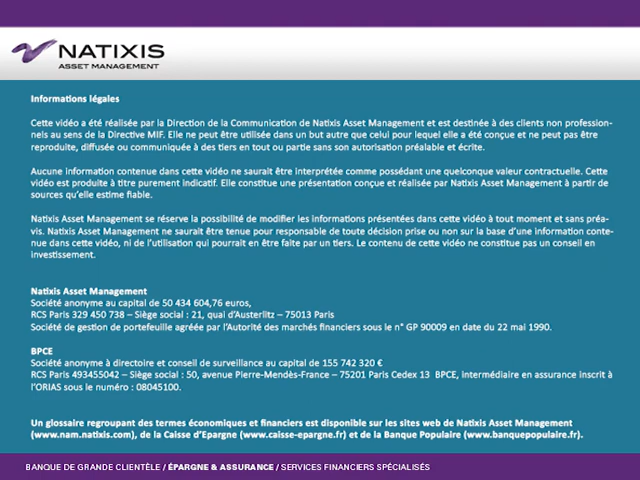 NATIXIS
ASSET MANAGEMENT
Informations légales
Cette vidéo a été réalisée par la Direction de la Communication de Natixis Asset Management et est destinée à des clients non profession-
nels au sens de la Directive MIF. Elle ne peut être utilisée dans un but autre que celui pour lequel elle a été conçue et ne peut pas être
reproduite, diffusée ou communiquée à des tiers en tout ou partie sans son autorisation préalable et écrite.
Aucune information contenue dans cette vidéo ne saurait être interprétée comme possédant une quelconque valeur contractuelle. Cette
vidéo est produite à titre purement indicatif. Elle constitue une présentation conçue et réalisée par Natixis Asset Management à partir de
sources qu'elle estime fiable.
Natixis Asset Management se réserve la possibilité de modifier les informations présentées dans cette vidéo à tout moment et sans préa-
vis. Natixis Asset Management ne saurait être tenue pour responsable de toute décision prise ou non sur la base d'une information conte-
nue dans cette vidéo, ni de l'utilisation qui pourrait en être faite par un tiers. Le contenu de cette vidéo ne constitue pas un conseil en
investissement.
Natixis Asset Management
Société anonyme au capital de 50 434 604,76 euros,
RCS Paris 329 450 738 – Siège social : 21, quai d'Austerlitz – 75013 Paris
Société de gestion de portefeuille agréée par l'Autorité des marchés financiers sous le n° GP 90009 en date du 22 mai 1990.
BPCE
Société anonyme à directoire et conseil de surveillance au capital de 155 742 320 €
RCS Paris 493455042 – Siège social : 50, avenue Pierre-Mendès-France – 75201 Paris Cedex 13 BPCE, intermédiaire en assurance inscrit à
l'ORIAS sous le numéro : 08045100.
Un glossaire regroupant des termes économiques et financiers est disponible sur les sites web de Natixis Asset Management
(www.nam.natixis.com), de la Caisse d'Epargne (www.caisse-epargne.fr) et de la Banque Populaire (www.banquepopulaire.fr).
BANQUE DE GRANDE CLIENTÈLE / ÉPARGNE & ASSURANCE / SERVICES FINANCIERS SPÉCIALISÉS